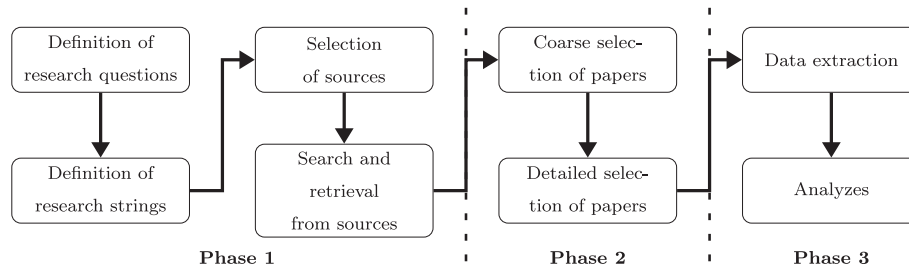 Definition of
research questions
Definition of
research strings
Selection
of sources
Search and
retrieval
from sources
Coarse selec-
tion of papers
Detailed selec-
tion of papers
Data extraction
Analyzes
Phase 1
Phase 2
Phase 3